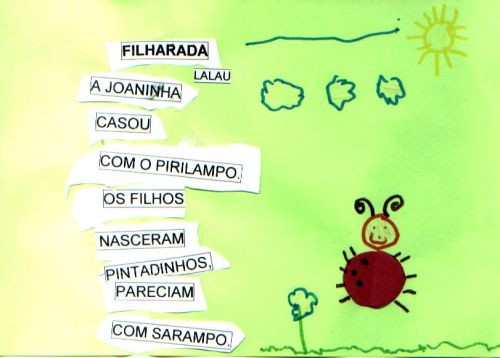 FILHARADA
LALAU
A JOANINHA
CASOU
COM O PIRILAMPO.
OS FILHOS
NASCERAM
PINTADINHOS,
PARECIAM
COM SARAMPO.